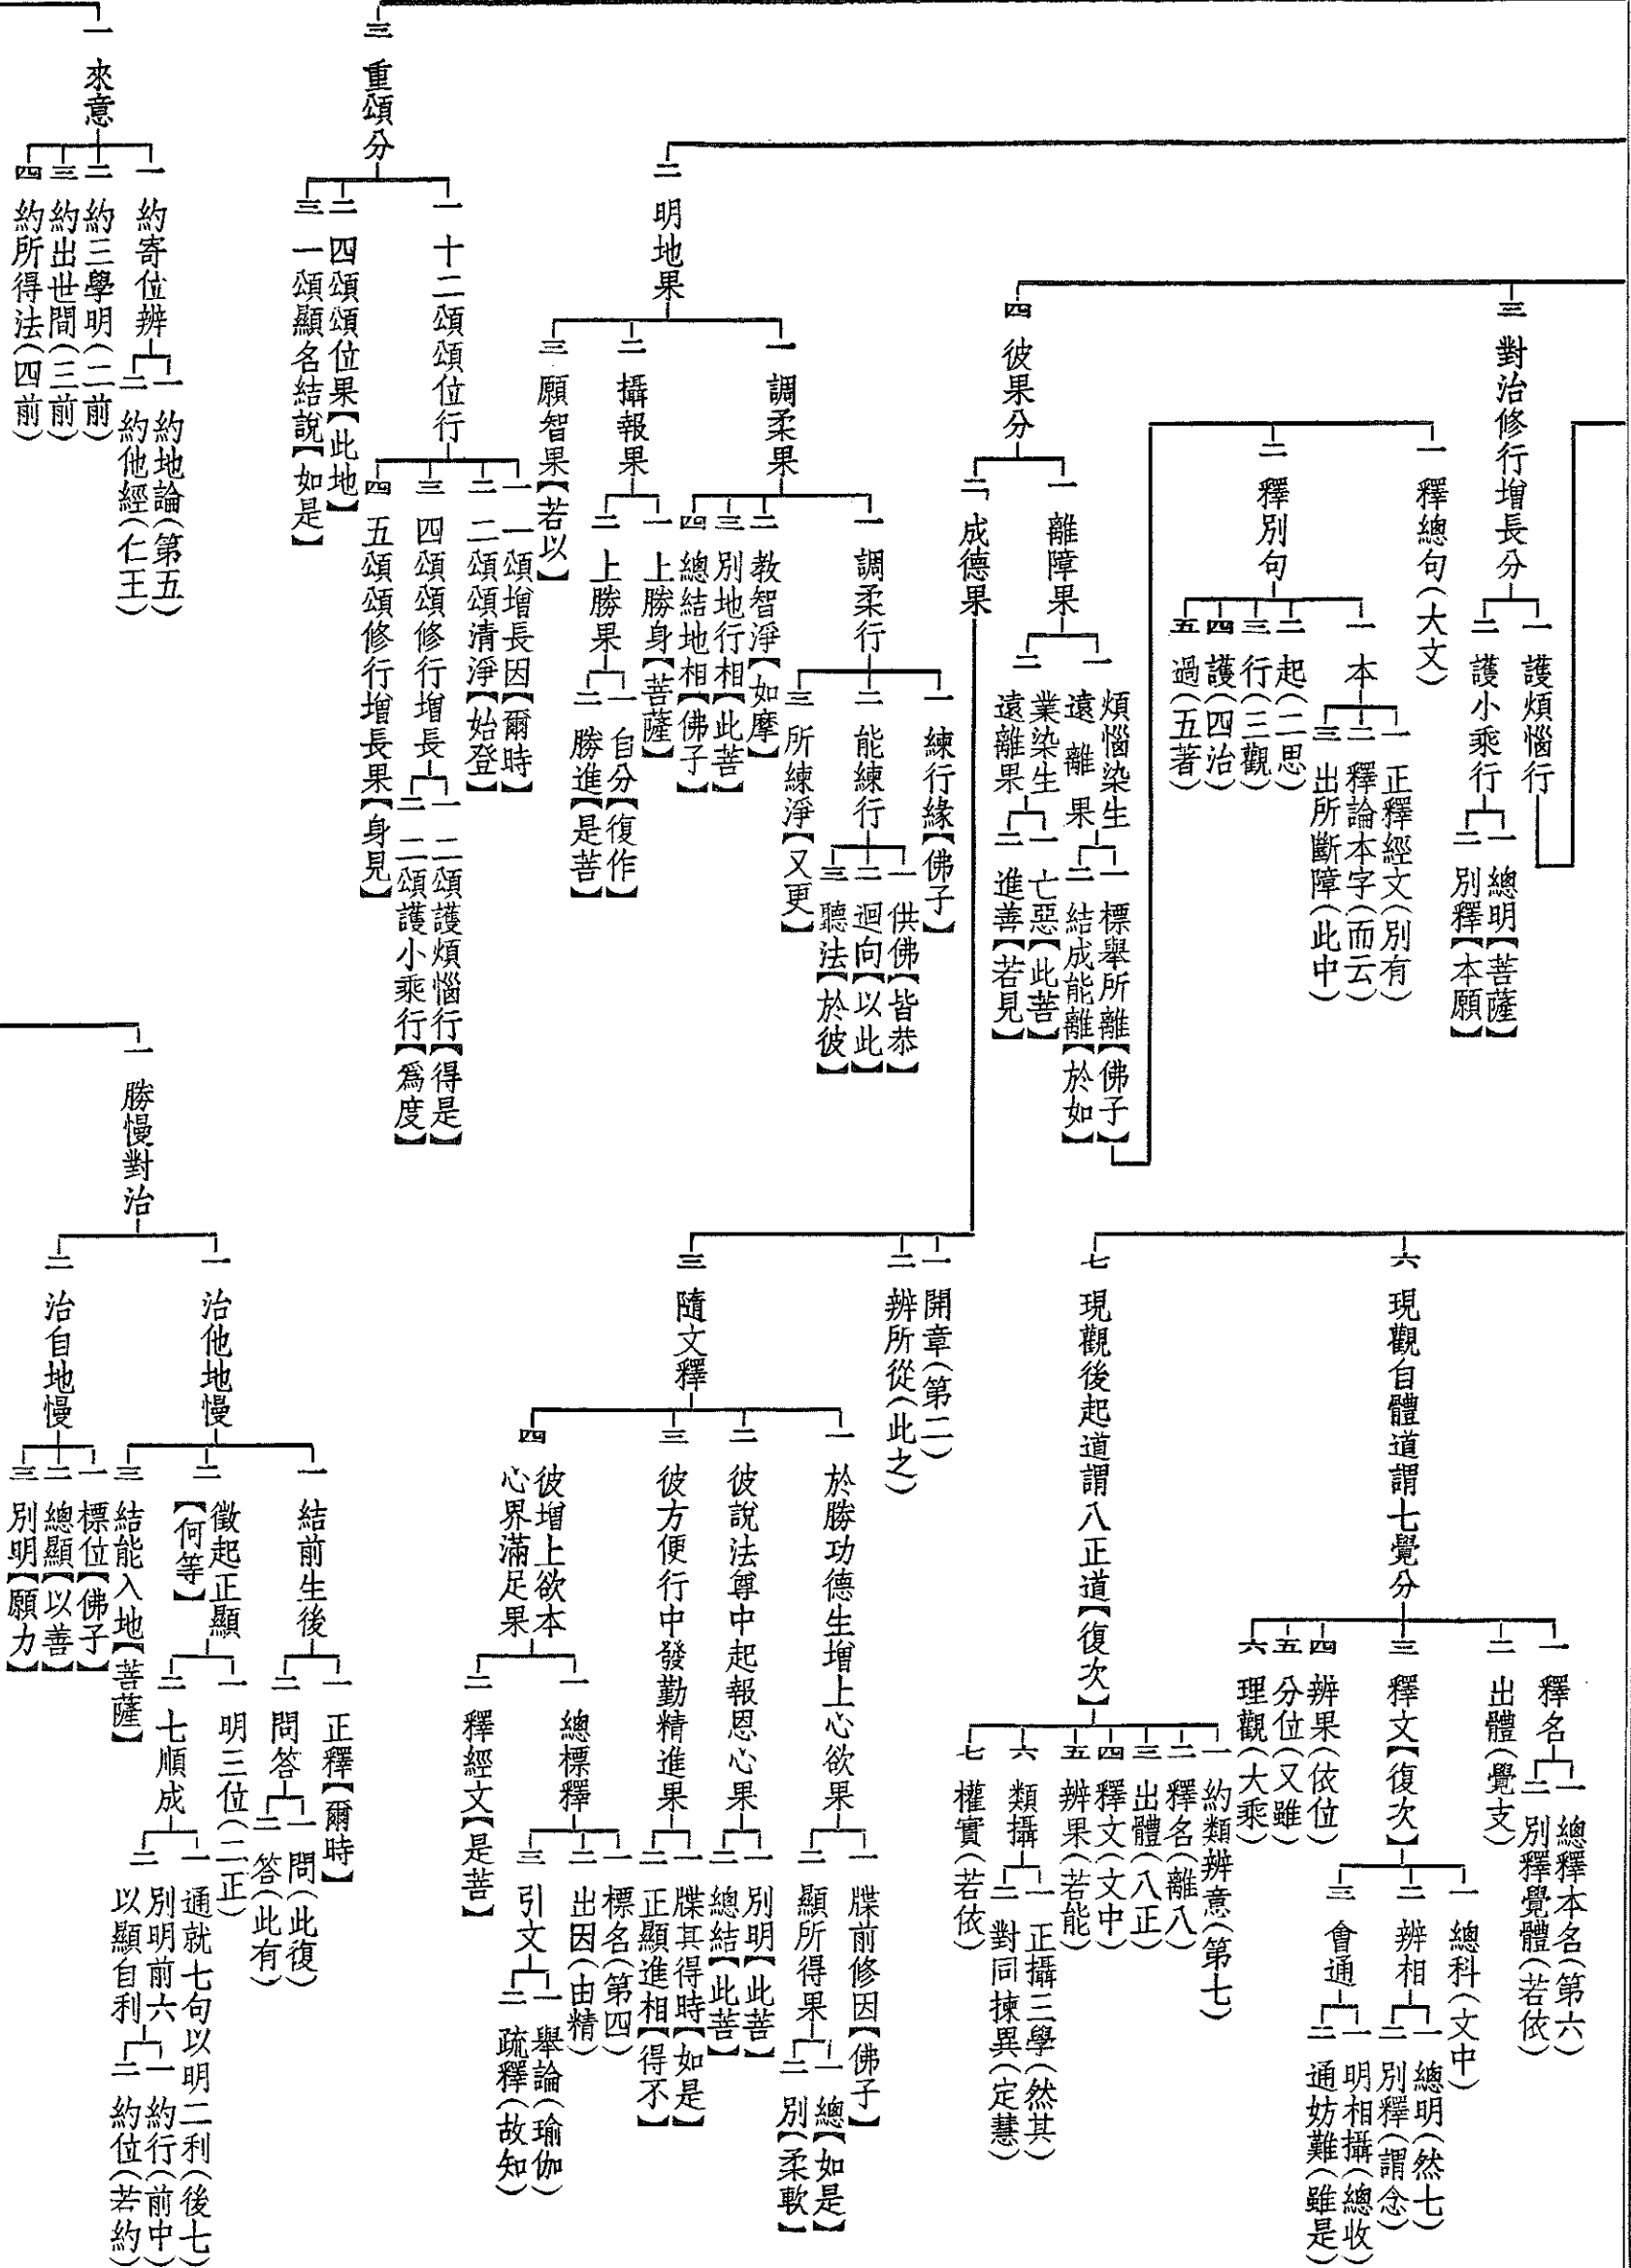 三 對治修行增長分
一 護煩惱行
二 護小乘行
一 總明【菩薩】
二 別釋【本願】
一 釋總句(大文)
二 釋別句
一 本
一 正釋經文(別有)
二 釋論本字(而云)
三 出所斷障(此中)
二 起(二思)
三 行(三觀)
四 護(四治)
五 過(五著)
四 彼果分
一 離障果
一 煩惱染生遠離果
一 標舉所離【佛子】
二 結成能離【於如】
二 業染生遠離果
一 亡惡【此菩】
二 進善【若見】
二 成德果
六 現觀自體道謂七覺分
一 釋名
一 總釋本名(第六)
二 別釋覺體(若依)
二 出體(覺支)
三 釋文【復次】
一 總科(文中)
二 辨相
一 總明(然七)
二 別釋(謂念)
三 會通
一 明相攝(總收)
二 通妨難(雖是)
四 辨果(依位)
五 分位(又雖)
六 理觀(大乘)
七 現觀後起道謂八正道【復次】
一 約類辨意(第七)
二 釋名(離八)
三 出體(八正)
四 釋文(文中)
五 辨果(若能)
六 類攝
一 正攝三學(然其)
二 對同揀異(定慧)
七 權實(若依)
一 開章(第二)
二 辨所從(此之)
三 隨文釋
一 於勝功德生增上心欲果
一 牒前修因【佛子】
二 顯所得果
一 總【如是】
二 別【柔軟】
二 彼說法尊中起報恩心果
一 別明【此菩】
二 總結【此菩】
三 彼方便行中發勤精進果
一 牒其得時【如是】
二 正顯進相【得不】
四 彼增上欲本心界滿足果
一 總標釋
一 標名(第四)
二 出因(由精)
三 引文
一 舉論(瑜伽)
二 疏釋(故知)
二 釋經文【是菩】
二 明地果
一 調柔果
一 調柔行
一 練行緣【佛子】
二 能練行
一 供佛【皆恭】
二 迴向【以此】
三 聽法【於彼】
三 所練淨【又更】
二 教智淨【如摩】
三 別地行相【此菩】
四 總結地相【佛子】
二 攝報果
一 上勝身【菩薩】
二 上勝果
一 自分【復作】
二 勝進【是菩】
三 願智果【若以】
三 重頌分
一 十二頌頌位行
一 一頌增長因【爾時】
二 二頌頌清淨【始登】
三 四頌頌修行增長
一 二頌護煩惱行【得是】
二 二頌護小乘行【爲度】
四 五頌頌修行增長果【身見】
二 四頌頌位果【此地】
三 一頌顯名結說【如是】
一 來意
一 約寄位辨
一 約地論(第五)
二 約他經(仁王)
二 約三學明(二前)
三 約出世間(三前)
四 約所得法(四前)
一 勝慢對治
一 治他地慢
一 結前生後
一 正釋【爾時】
二 問答
一 問(此復)
二 答(此有)
二 徵起正顯【何等】
一 明三位(二正)
二 七順成
一 通就七句以明二利(後七)
二 別明前六以顯自利
一 約行(前中)
二 約位(若約)
三 結能入地【菩薩】
二 治自地慢
一 標位【佛子】
二 總顯【以善】
三 別明【願力】